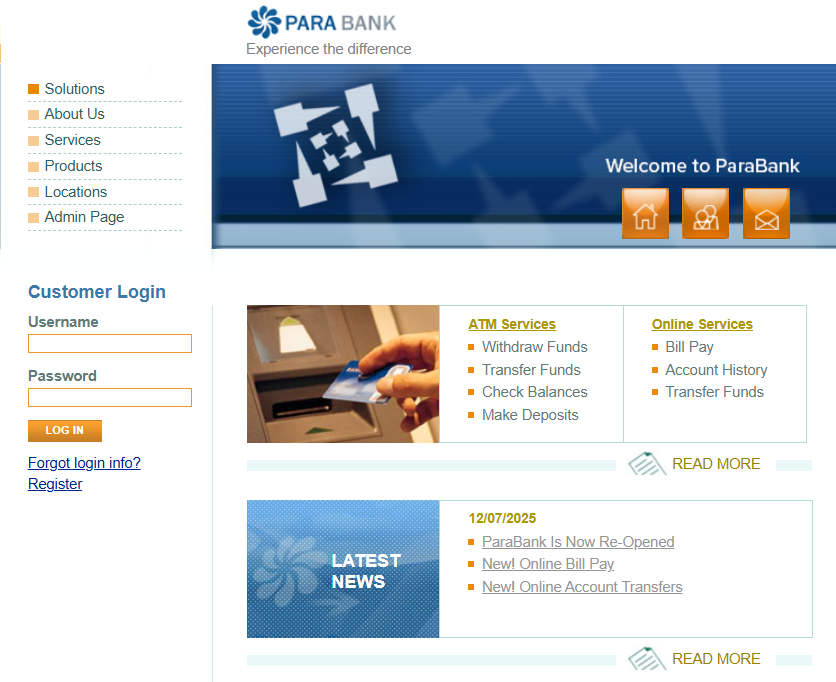 PARA BANK
Experience the difference
Solutions
About Us
Services
Products
Locations
Admin Page
Welcome to ParaBank
Customer Login
Username
Password
LOG IN
Forgot login info?
Register
ATM Services
Withdraw Funds
Transfer Funds
Check Balances
Make Deposits
Online Services
Bill Pay
Account History
Transfer Funds
READ MORE
LATEST
NEWS
12/07/2025
ParaBank Is Now Re-Opened
New! Online Bill Pay
New! Online Account Transfers
READ MORE